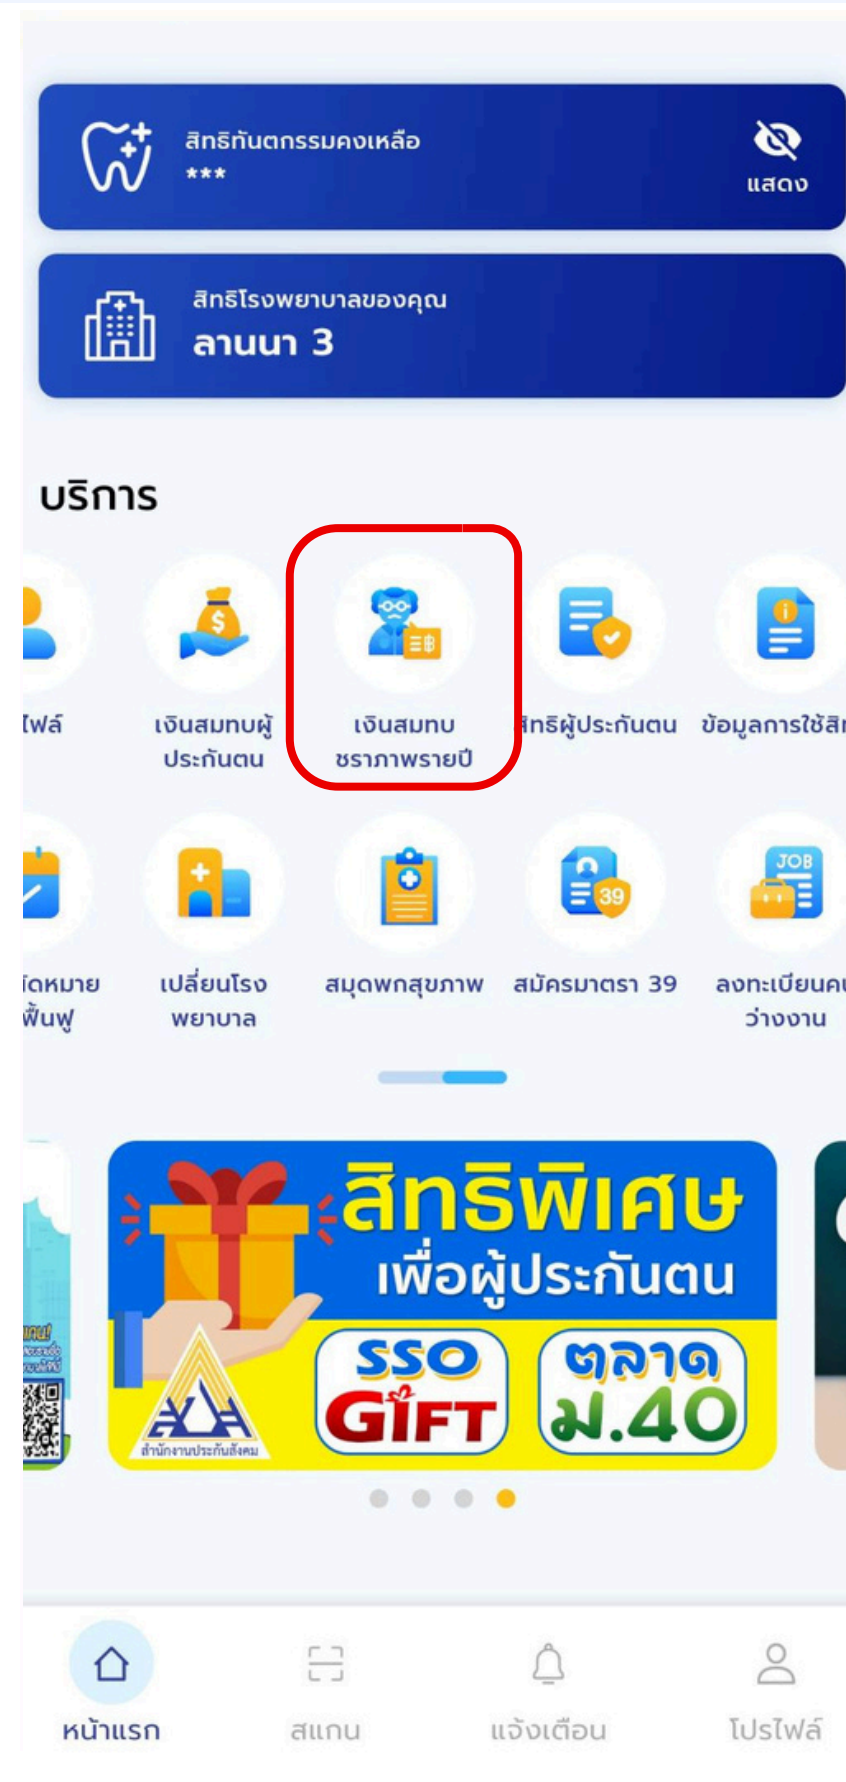 สิทธิทันตกรรมคงเหลือ
***
แสดง
สิทธิโรงพยาบาลของคุณ
ลานนา 3
บริการ
ไฟล์
เงินสมทบผู้
ประกันตน
เงินสมทบ
ชราภาพรายปี
สิทธิผู้ประกันตน
ข้อมูลการใช้สิท
$
฿
ัดหมาย
ฟื้นฟู
เปลี่ยนโรง
พยาบาล
สมุดพกสุขภาพ
39
สมัครมาตรา 39
JOB
ลงทะเบียนคน
ว่างงาน
สิทธิพิเศษ
เพื่อผู้ประกันตน
SSO
GIFT
ตลาด
ม.40
สำนักงานประกันสังคม
หน้าแรก
สแกน
แจ้งเตือน
โปรไฟล์